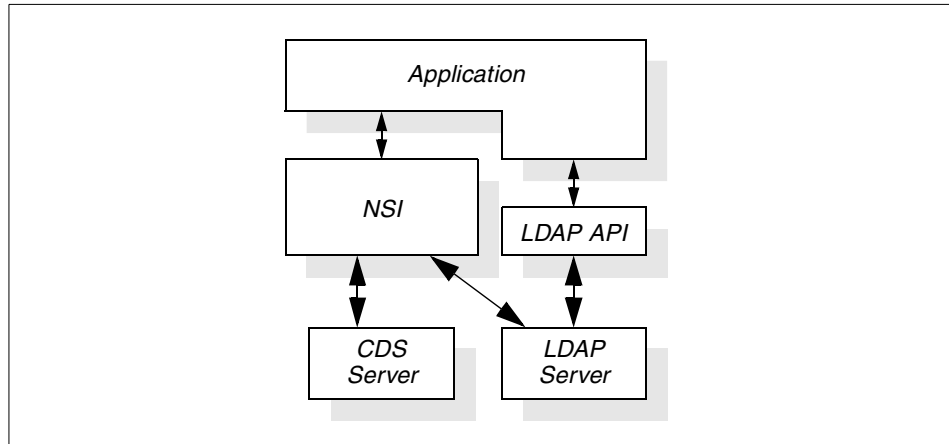 Application
NSI
LDAP API
CDS
Server
LDAP
Server